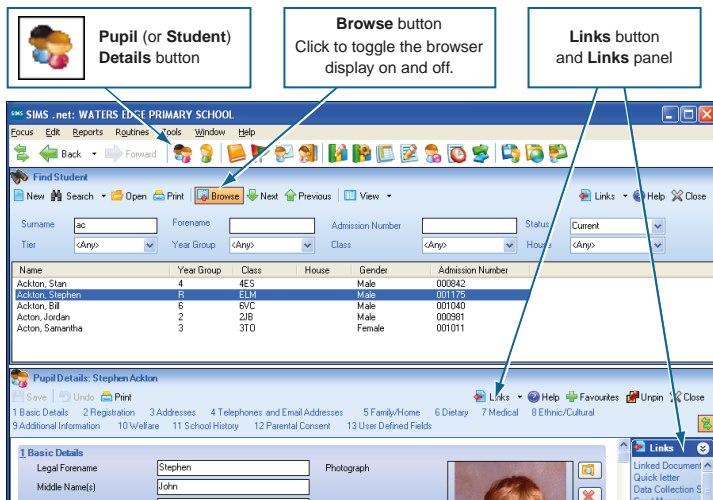 Pupil (or Student)
Details button
Browse button
Click to toggle the browser
display on and off.
Links button
and Links panel
SIMS .net: WATERS EDGE PRIMARY SCHOOL
Focus Edit Reports Routines Tools Window Help
Back Forward
Find Student
New Search Open Print Browse Next Previous View Links Help Close
Surname ac Forename Admission Number Status Current
Tier <Any> Year Group <Any> Class <Any> House <Any>
Name Year Group Class House Gender Admission Number
Ackton, Stan 4 4ES Male 000842
Ackton, Stephen R ELM Male 001175
Ackton, Bill 6 6VC Male 001040
Acton, Jordan 2 2JB Male 000981
Acton, Samantha 3 3TO Female 001011
Pupil Details: Stephen Ackton
Save Undo Print Links Help Favourites Unpin Close
1 Basic Details 2 Registration 3 Addresses 4 Telephones and Email Addresses 5 Family/Home 6 Dietary 7 Medical 8 Ethnic/Cultural
9 Additional Information 10 Welfare 11 School History 12 Parental Consent 13 User Defined Fields
1 Basic Details Links
Legal Forename Stephen Photograph Linked Document
Quick letter
Middle Name(s) John Data Collection S